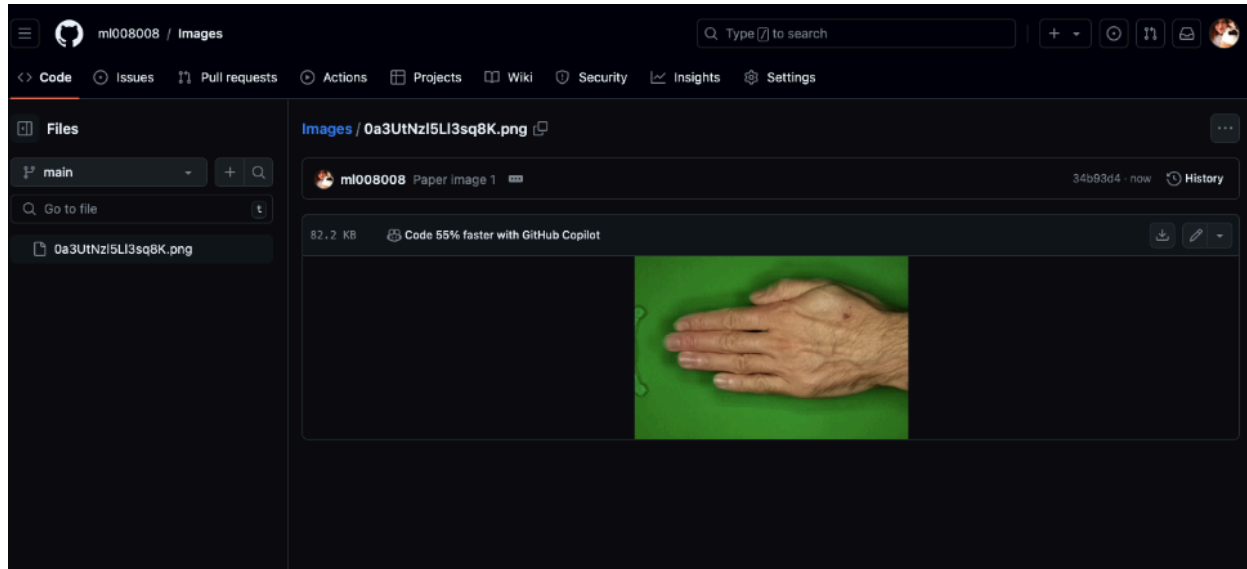 ml008008 / Images
Type / to search
Code Issues Pull requests Actions Projects Wiki Security Insights Settings
Files
main
Go to file t
0a3UtNzl5Ll3sq8K.png
Images / 0a3UtNzl5Ll3sq8K.png
ml008008 Paper image 1
34b93d4 · now History
82.2 KB Code 55% faster with GitHub Copilot